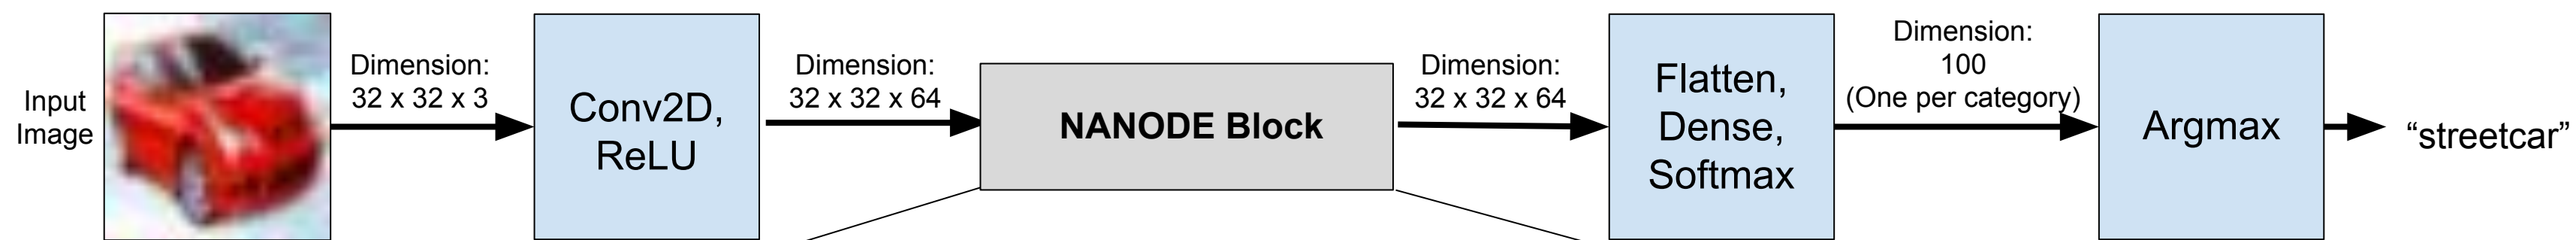 Input
Image
Dimension:
32 x 32 x 3
Conv2D,
ReLU
Dimension:
32 x 32 x 64
NANODE Block
Dimension:
32 x 32 x 64
Flatten,
Dense,
Softmax
Dimension:
100
(One per category)
Argmax
“streetcar”